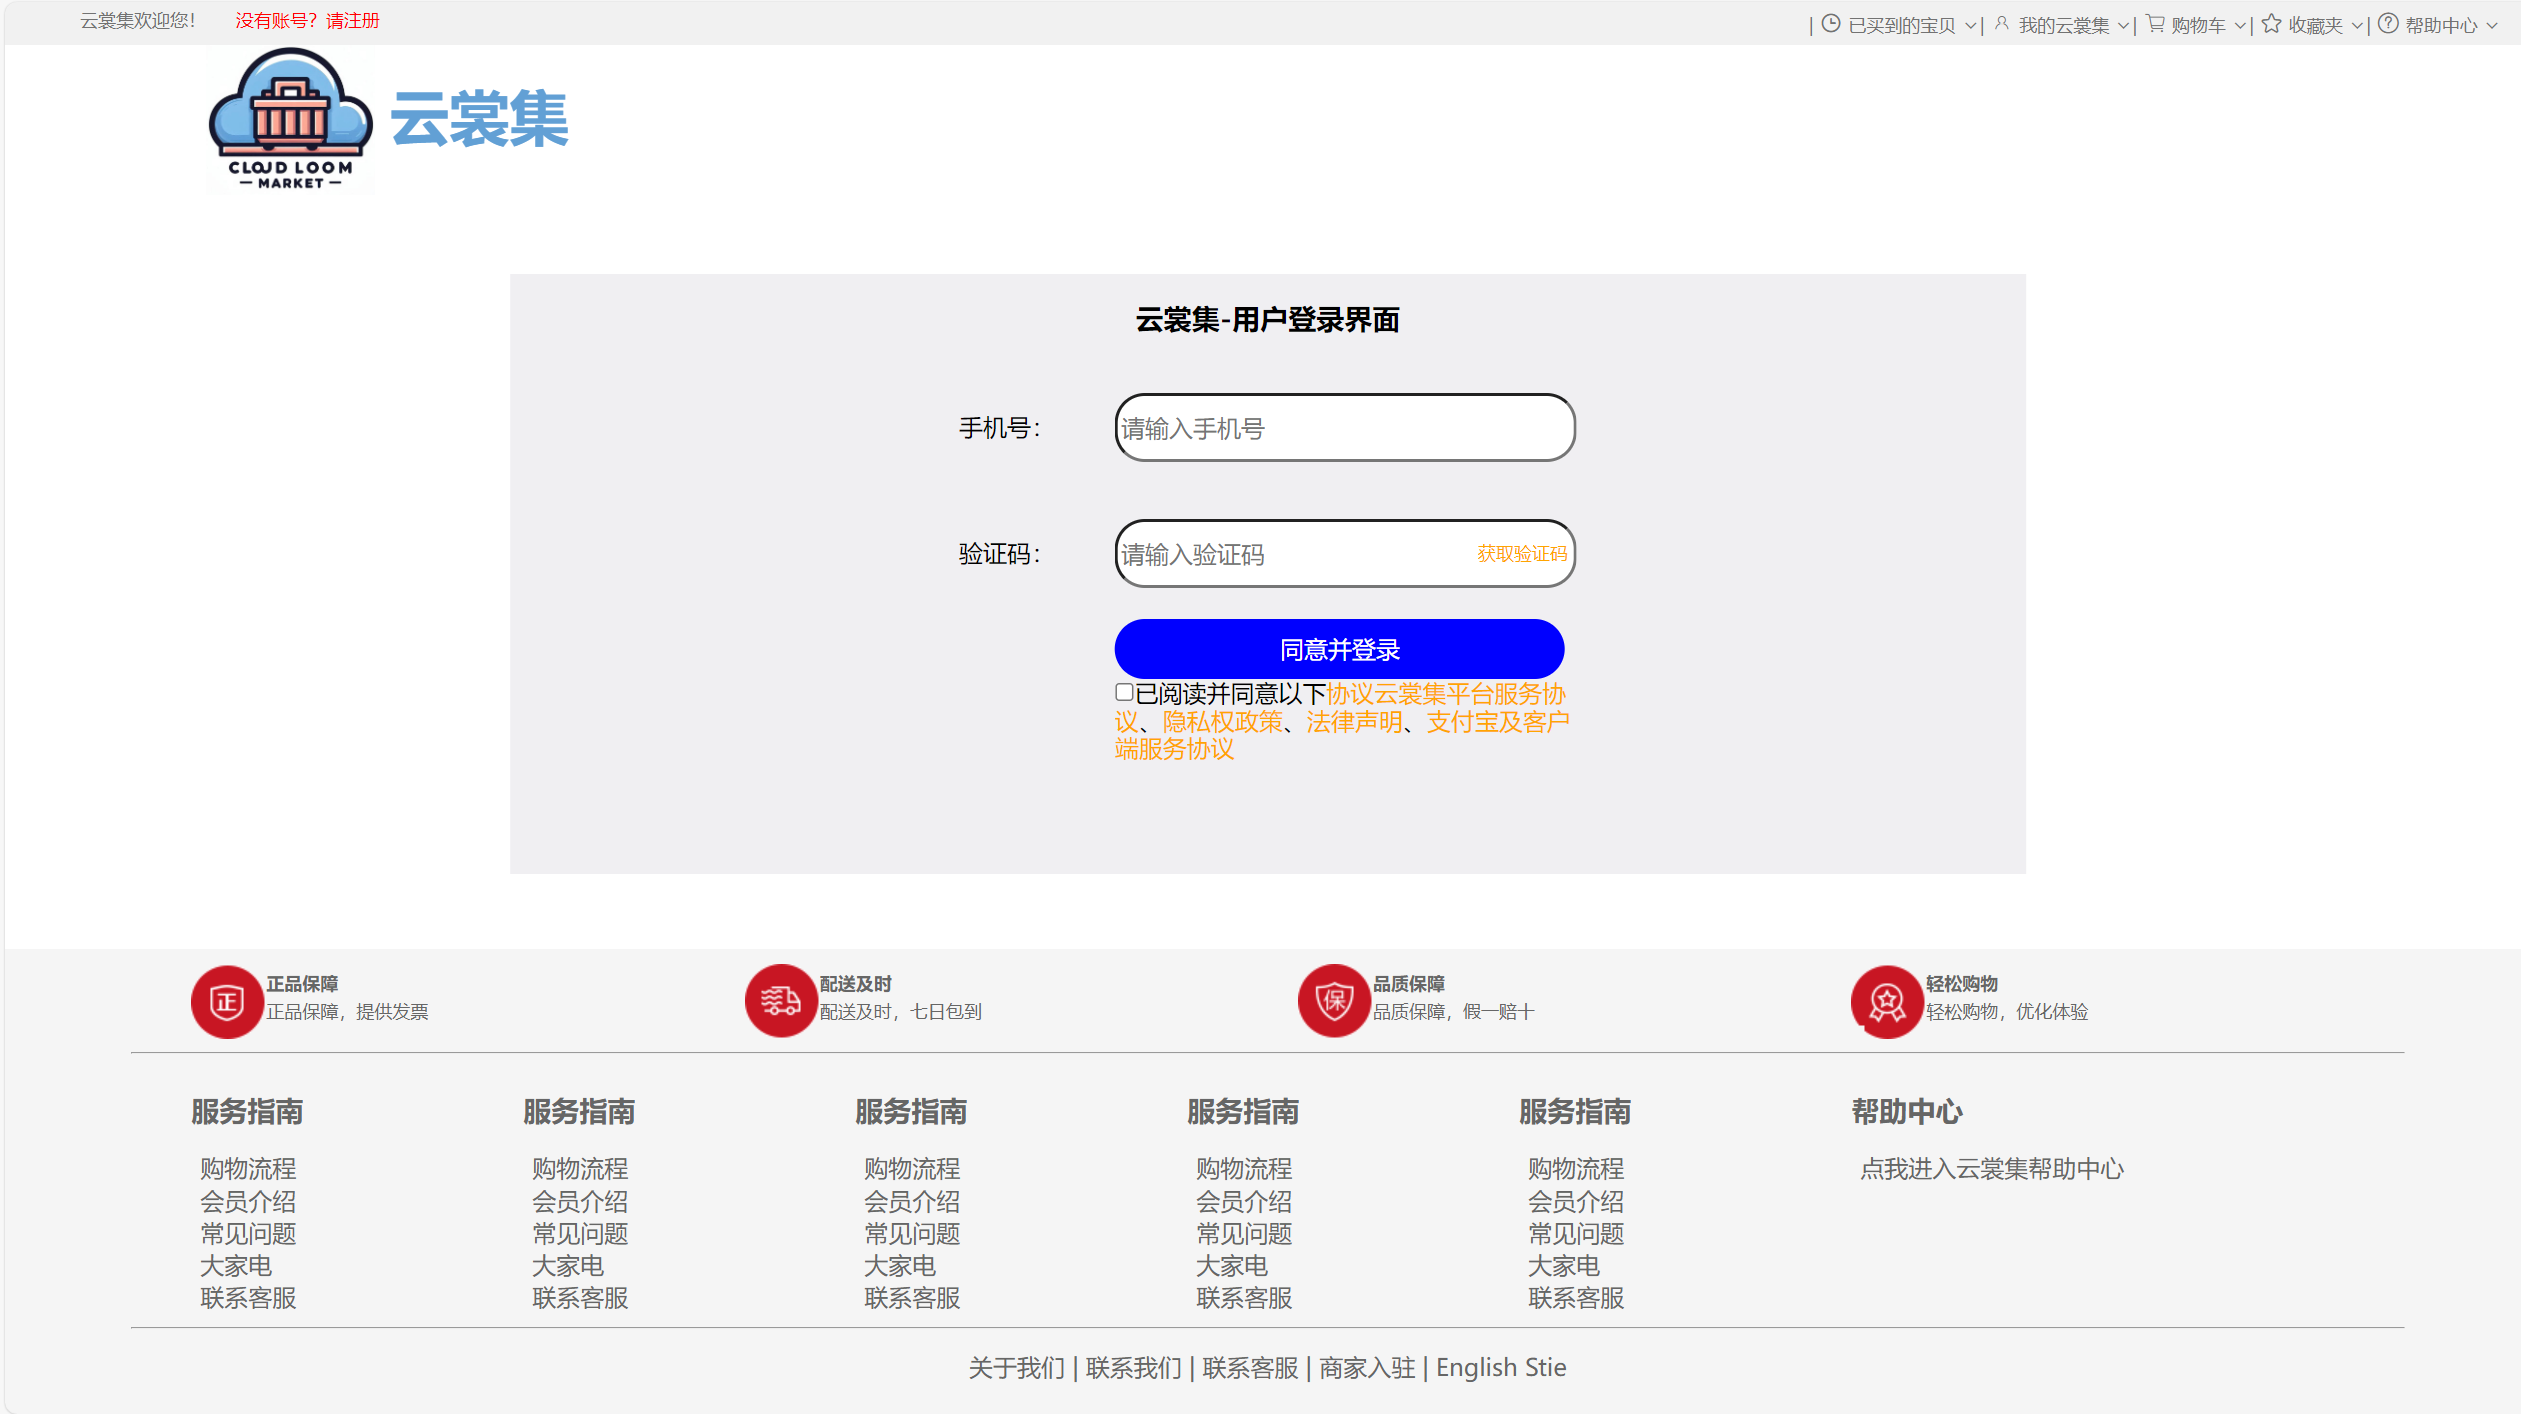 云裳集欢迎您！ 没有账号？请注册
| 已买到的宝贝 | 我的云裳集 | 购物车 | 收藏夹 | 帮助中心
云裳集
CLOUD LOOM
MARKET
云裳集-用户登录界面
手机号： 请输入手机号
验证码： 请输入验证码 获取验证码
同意并登录
已阅读并同意以下协议云裳集平台服务协
议、隐私权政策、法律声明、支付宝及客户
端服务协议
正 正品保障
正品保障，提供发票
配送及时
配送及时，七日包到
保 品质保障
品质保障，假一赔十
轻松购物
轻松购物，优化体验
服务指南
购物流程
会员介绍
常见问题
大家电
联系客服
服务指南
购物流程
会员介绍
常见问题
大家电
联系客服
服务指南
购物流程
会员介绍
常见问题
大家电
联系客服
服务指南
购物流程
会员介绍
常见问题
大家电
联系客服
服务指南
购物流程
会员介绍
常见问题
大家电
联系客服
帮助中心
点我进入云裳集帮助中心
关于我们 | 联系我们 | 联系客服 | 商家入驻 | English Stie